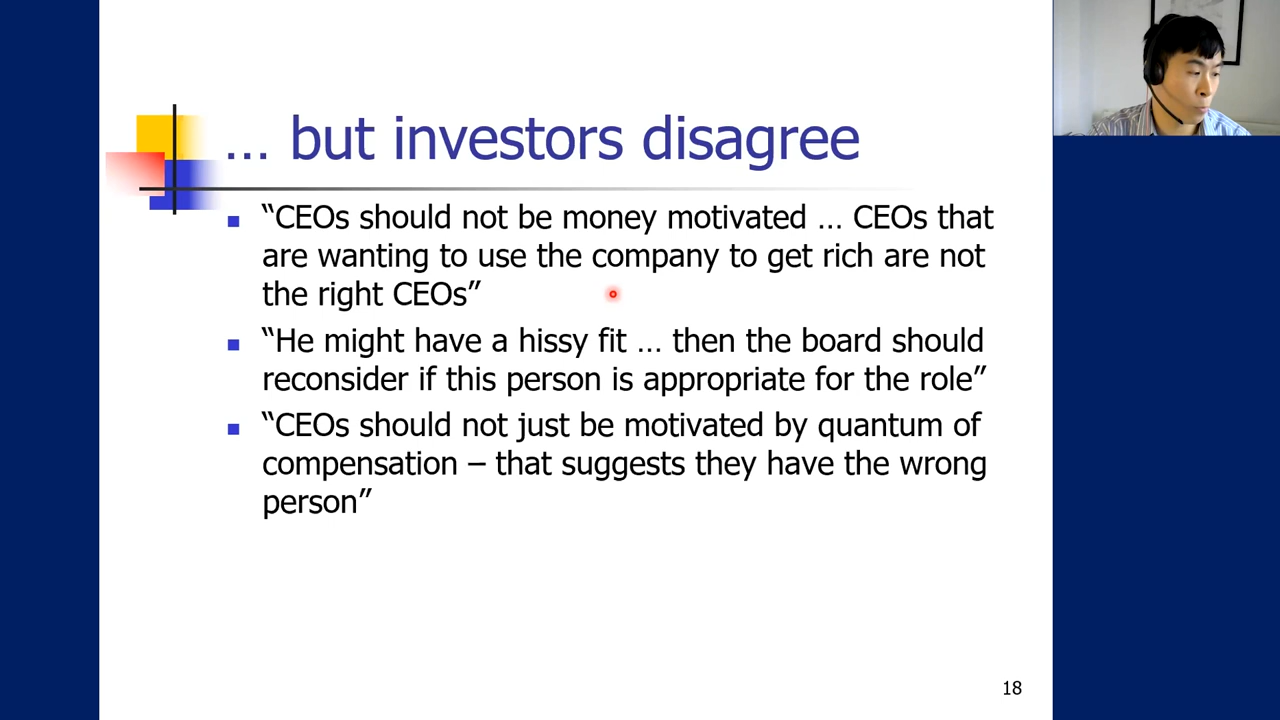 … but investors disagree
“CEOs should not be money motivated … CEOs that
are wanting to use the company to get rich are not
the right CEOs”
“He might have a hissy fit … then the board should
reconsider if this person is appropriate for the role”
“CEOs should not just be motivated by quantum of
compensation – that suggests they have the wrong
person”
18